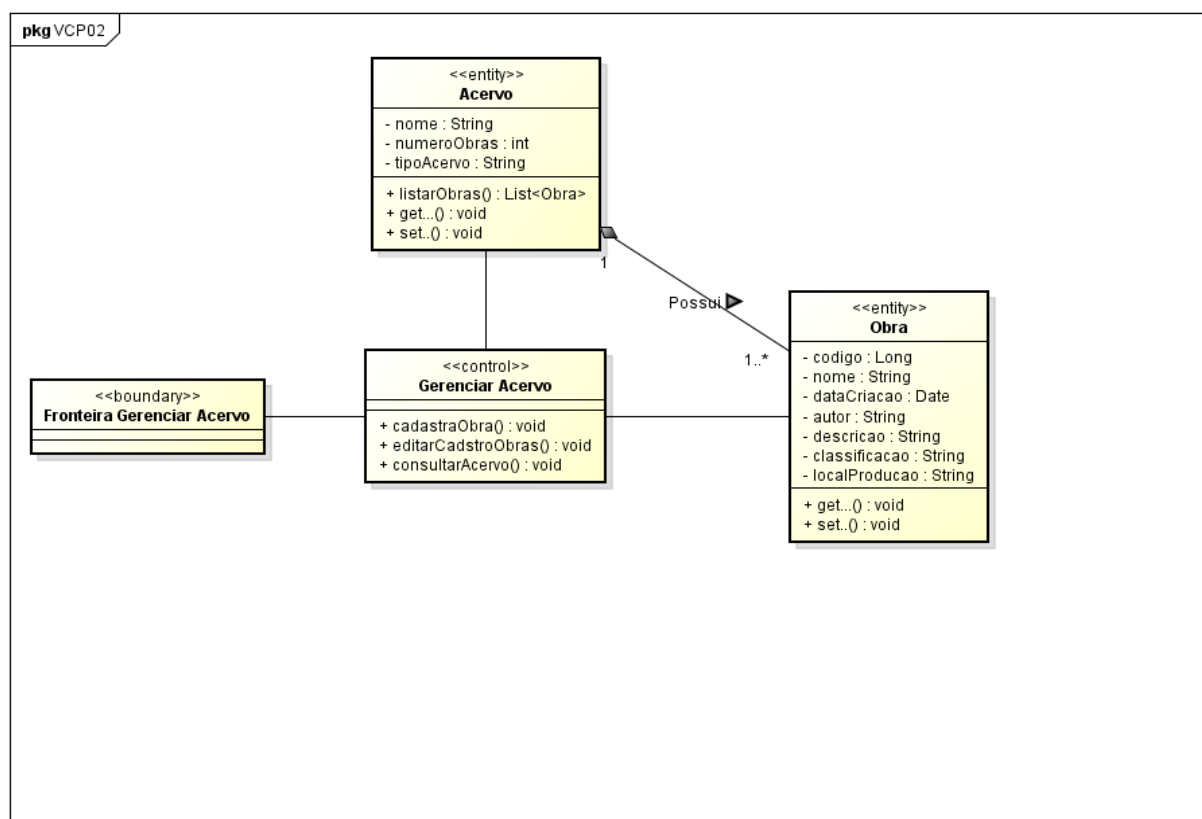 pkg VCP02
<<entity>>
Acervo
- nome : String
- numeroObras : int
- tipoAcervo : String
+ listarObras() : List<Obra>
+ get...() : void
+ set..() : void
1
Possui
1..*
<<entity>>
Obra
- codigo : Long
- nome : String
- dataCriacao : Date
- autor : String
- descricao : String
- classificacao : String
- localProducao : String
+ get...() : void
+ set..() : void
<<control>>
Gerenciar Acervo
+ cadastraObra() : void
+ editarCadstroObras() : void
+ consultarAcervo() : void
<<boundary>>
Fronteira Gerenciar Acervo